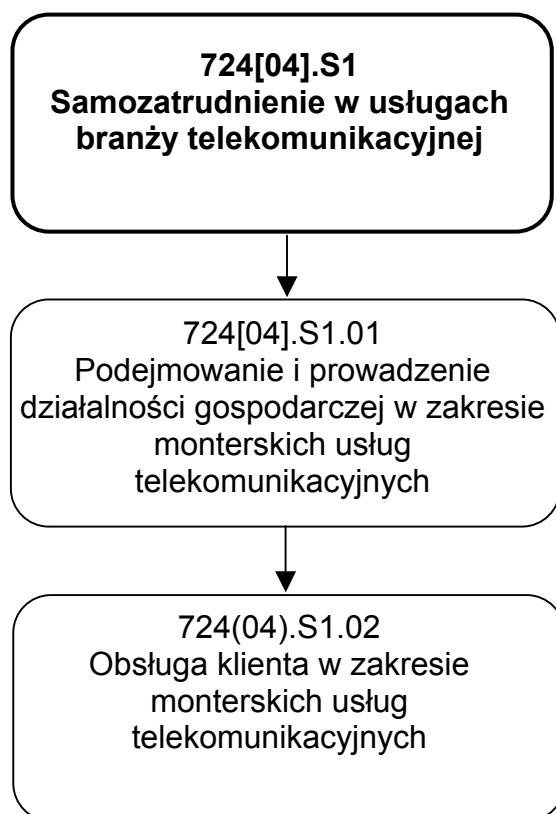 724[04].S1
Samozatrudnienie w usługach
branży telekomunikacyjnej
724[04].S1.01
Podejmowanie i prowadzenie
działalności gospodarczej w zakresie
monterskich usług
telekomunikacyjnych
724(04).S1.02
Obsługa klienta w zakresie
monterskich usług
telekomunikacyjnych